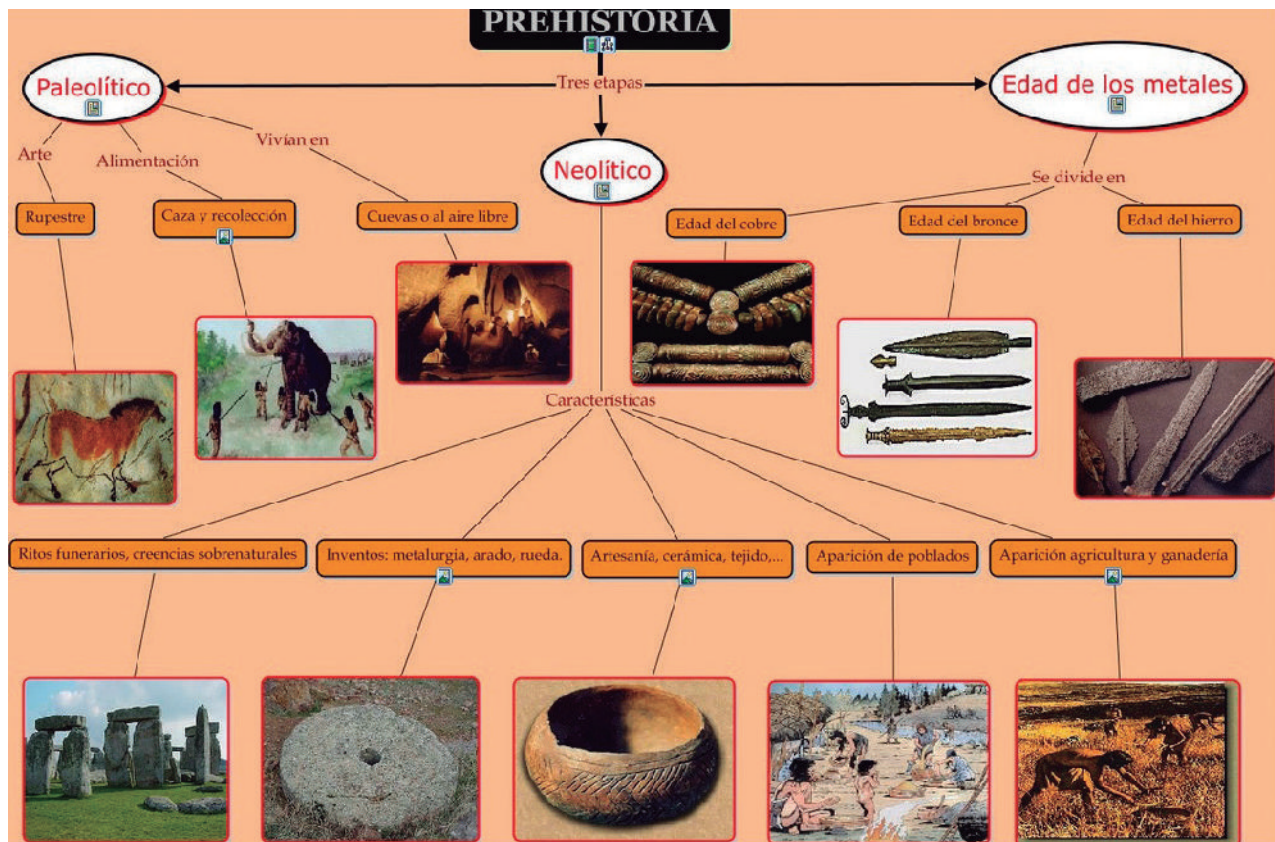 PREHISTORIA
Tres etapas
Paleolítico
Edad de los metales
Neolítico
Arte
Alimentación
Vivían en
Se divide en
Rupestre
Caza y recolección
Cuevas o al aire libre
Edad del cobre
Edad del bronce
Edad del hierro
Características
Ritos funerarios, creencias sobrenaturales
Inventos: metalurgia, arado, rueda.
Artesanía, cerámica, tejido,...
Aparición de poblados
Aparición agricultura y ganadería